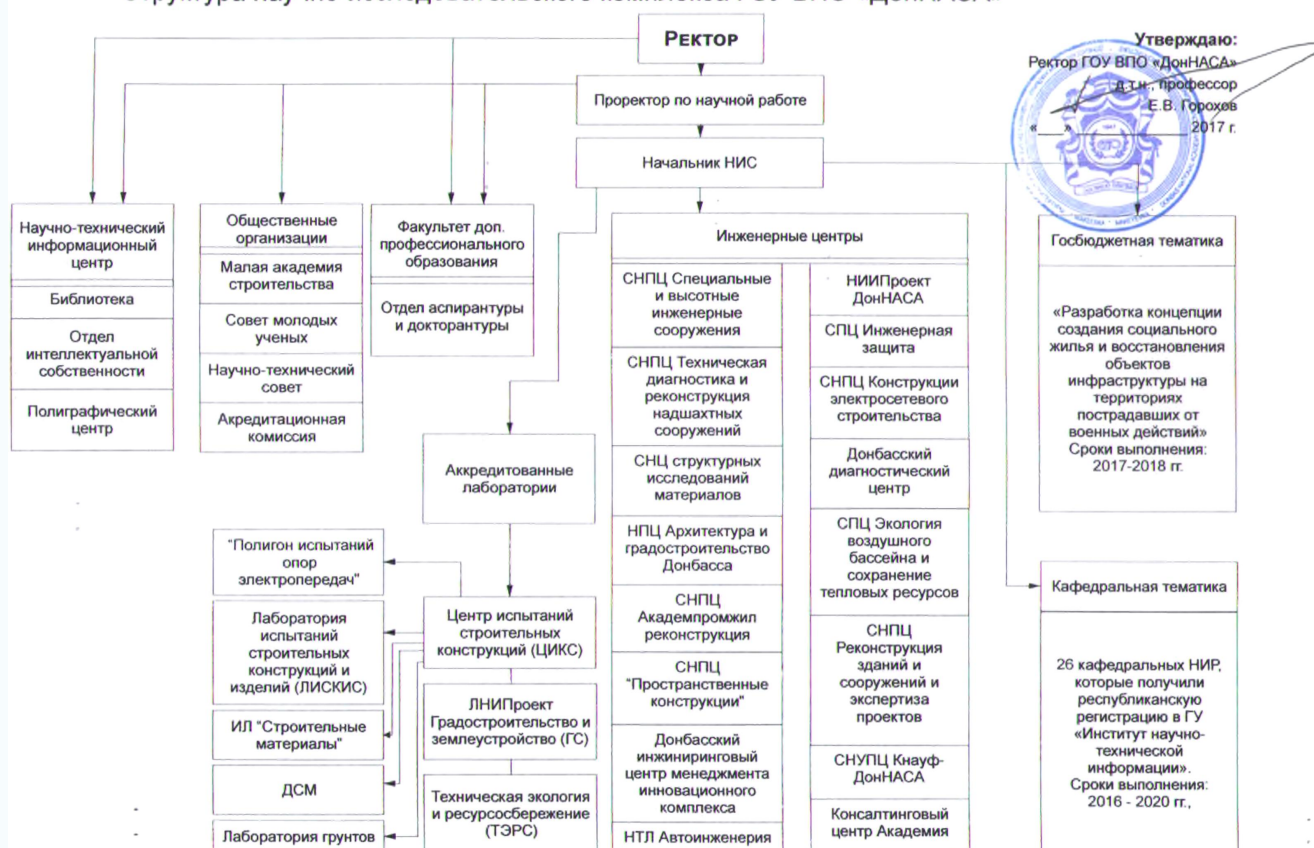 Ректор
Утверждаю:
Ректор ГОУ ВПО «ДонНАСА»
д.т.н., профессор
Е.В. Горохов
«___» ____________ 2017 г.
Проректор по научной работе
Начальник НИС
Научно-технический
информационный
центр
Библиотека
Отдел
интеллектуальной
собственности
Полиграфический
центр
Общественные
организации
Малая академия
строительства
Совет молодых
ученых
Научно-технический
совет
Акредитационная
комиссия
Факультет доп.
профессионального
образования
Отдел аспирантуры
и докторантуры
Аккредитованные
лаборатории
"Полигон испытаний
опор
электропередач"
Лаборатория
испытаний
строительных
конструкций и
изделий (ЛИСКИС)
ИЛ "Строительные
материалы"
ДСМ
Лаборатория грунтов
Центр испытаний
строительных
конструкций (ЦИКС)
ЛНИПроект
Градостроительство и
землеустройство (ГС)
Техническая экология
и ресурсосбережение
(ТЭРС)
Инженерные центры
СНПЦ Специальные
и высотные
инженерные
сооружения
СНПЦ Техническая
диагностика и
реконструкция
надшахтных
сооружений
СНЦ структурных
исследований
материалов
НПЦ Архитектура и
градостроительство
Донбасса
СНПЦ
Академпромжил
реконструкция
СНПЦ
"Пространственные
конструкции"
Донбасский
инжиниринговый
центр менеджмента
инновационного
комплекса
НТЛ Автоинженерия
НИИПроект
ДонНАСА
СПЦ Инженерная
защита
СНПЦ Конструкции
электросетевого
строительства
Донбасский
диагностический
центр
СПЦ Экология
воздушного
бассейна и
сохранение
тепловых ресурсов
СНПЦ
Реконструкция
зданий и
сооружений и
экспертиза
проектов
СНУПЦ Кнауф-
ДонНАСА
Консалтинговый
центр Академия
Госбюджетная тематика
«Разработка концепции
создания социального
жилья и восстановления
объектов
инфраструктуры на
территориях
пострадавших от
военных действий»
Сроки выполнения:
2017-2018 гг.
Кафедральная тематика
26 кафедральных НИР,
которые получили
республиканскую
регистрацию в ГУ
«Институт научно-
технической
информации».
Сроки выполнения:
2016 - 2020 гг.,